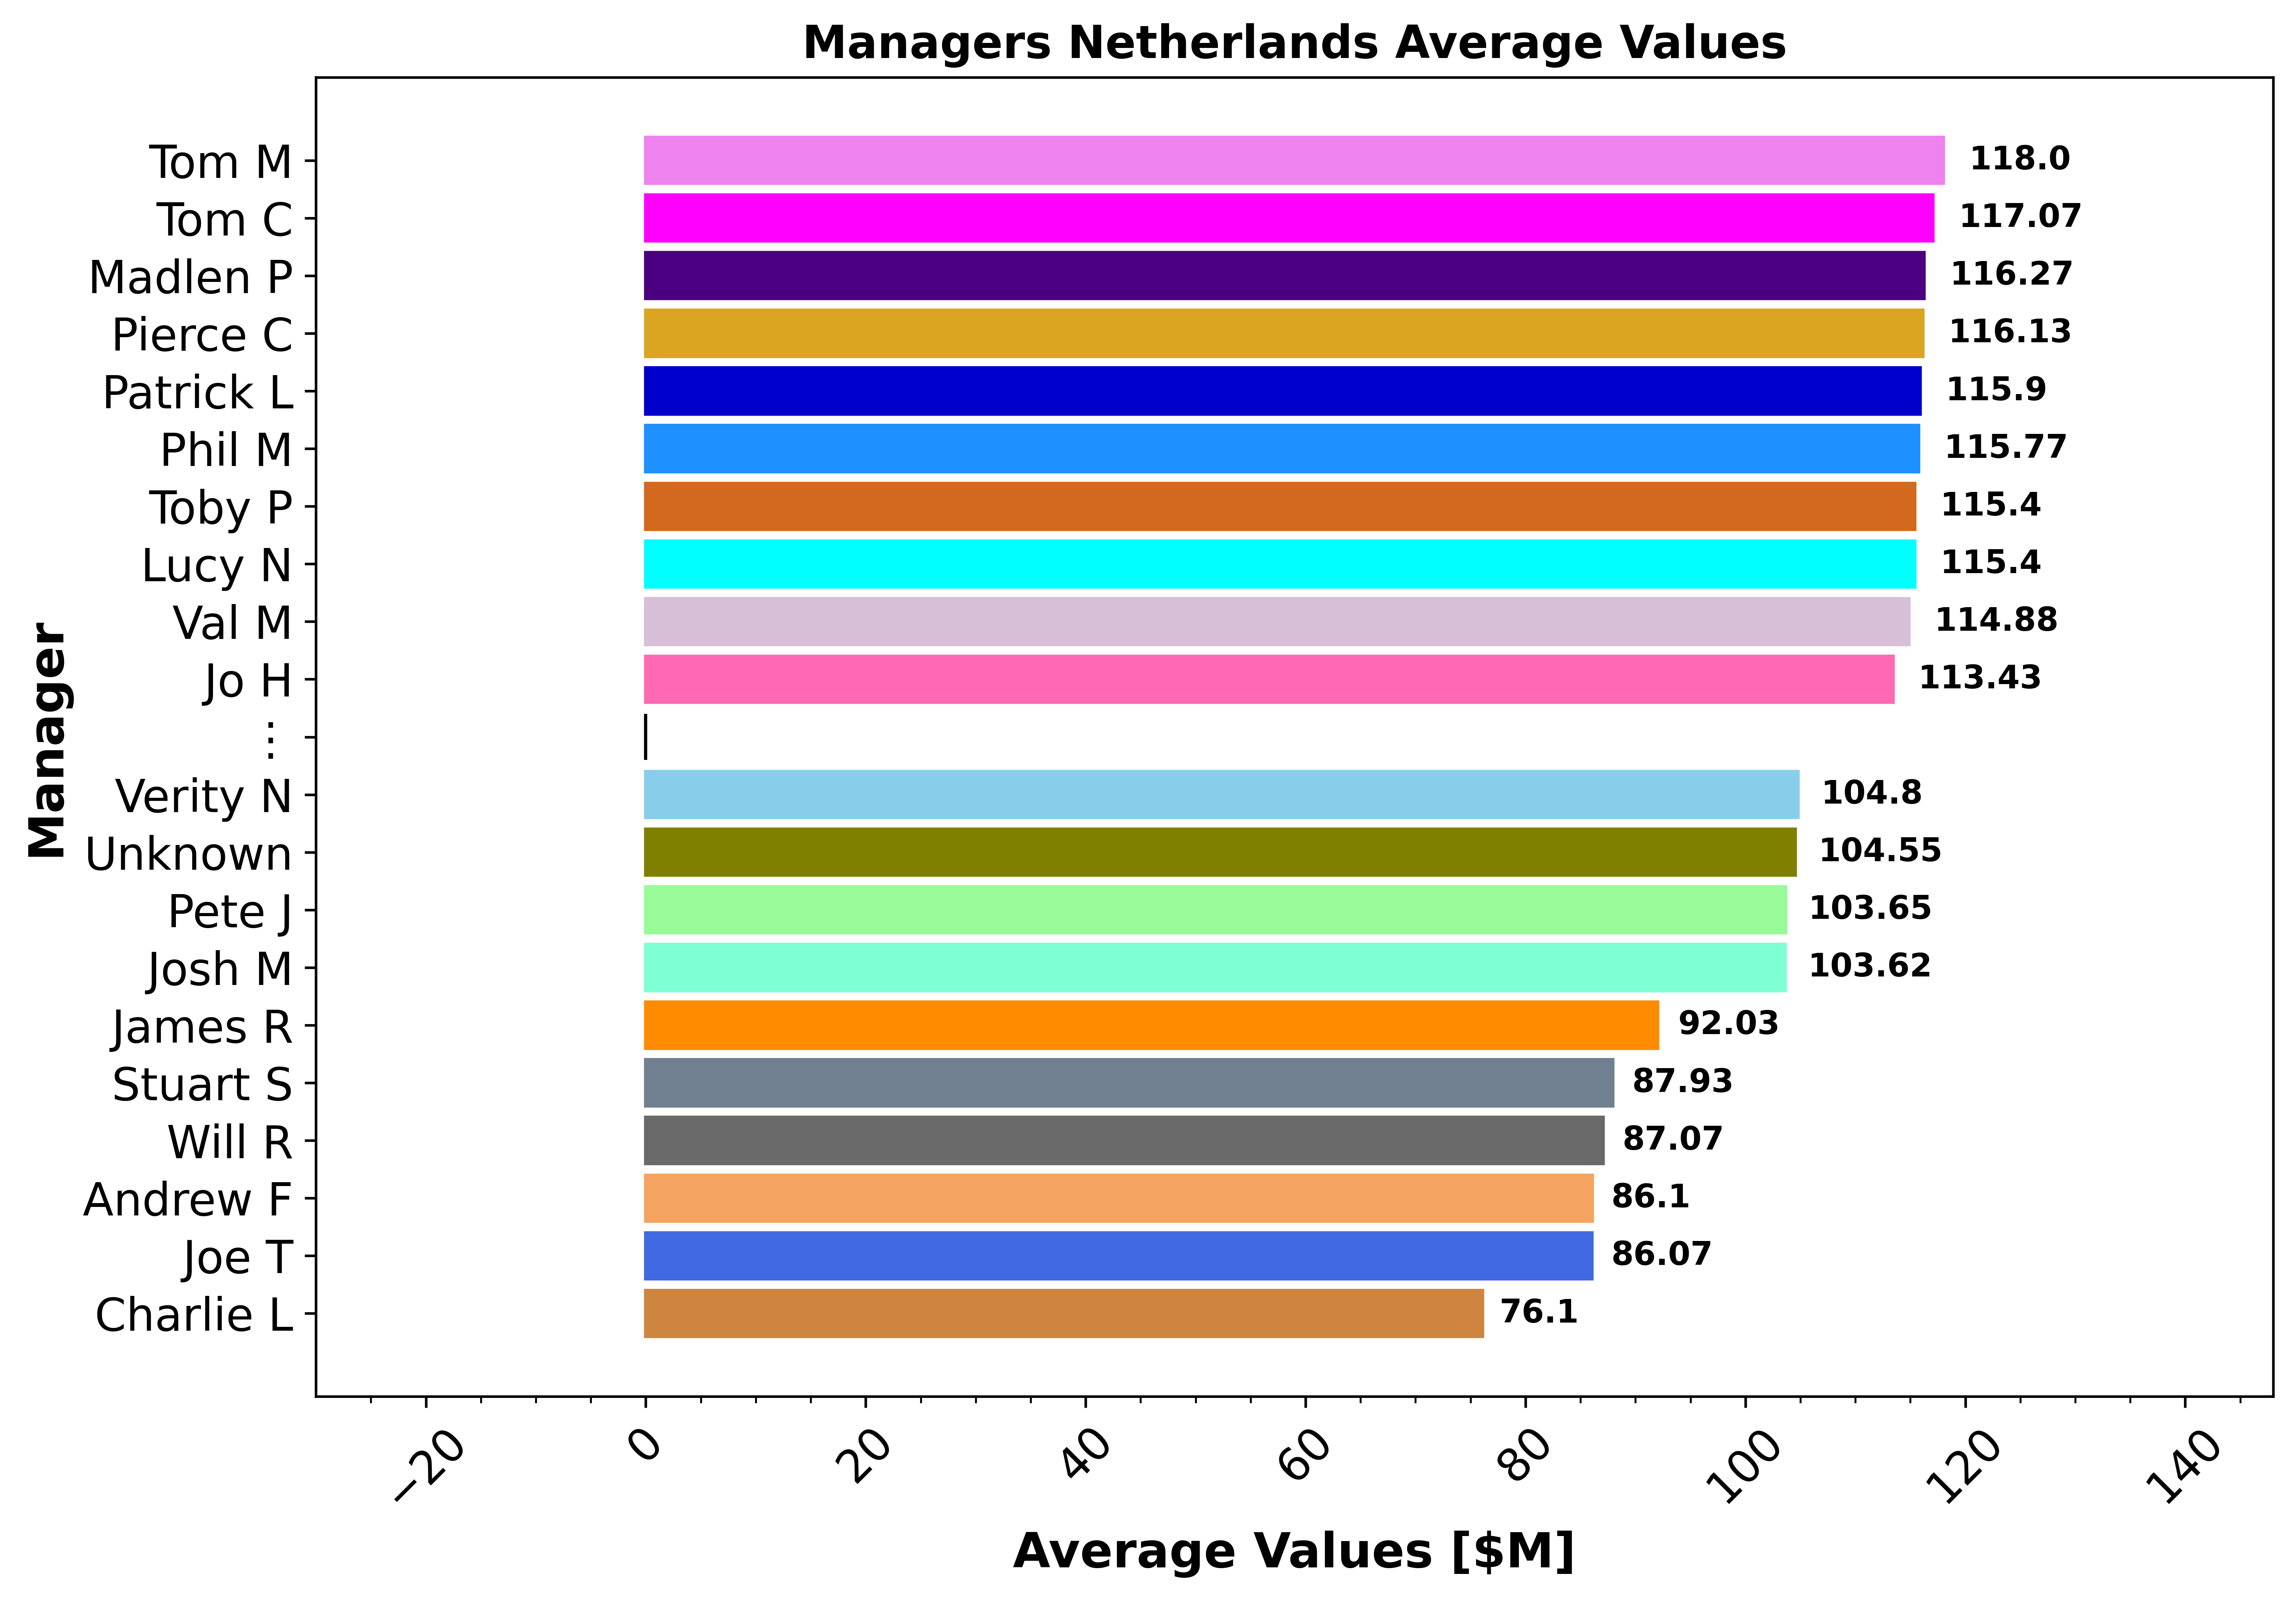 Managers Netherlands Average Values
Manager
Tom M 118.0
Tom C 117.07
Madlen P 116.27
Pierce C 116.13
Patrick L 115.9
Phil M 115.77
Toby P 115.4
Lucy N 115.4
Val M 114.88
Jo H 113.43
⋮
Verity N 104.8
Unknown 104.55
Pete J 103.65
Josh M 103.62
James R 92.03
Stuart S 87.93
Will R 87.07
Andrew F 86.1
Joe T 86.07
Charlie L 76.1
−20 0 20 40 60 80 100 120 140
Average Values [$M]